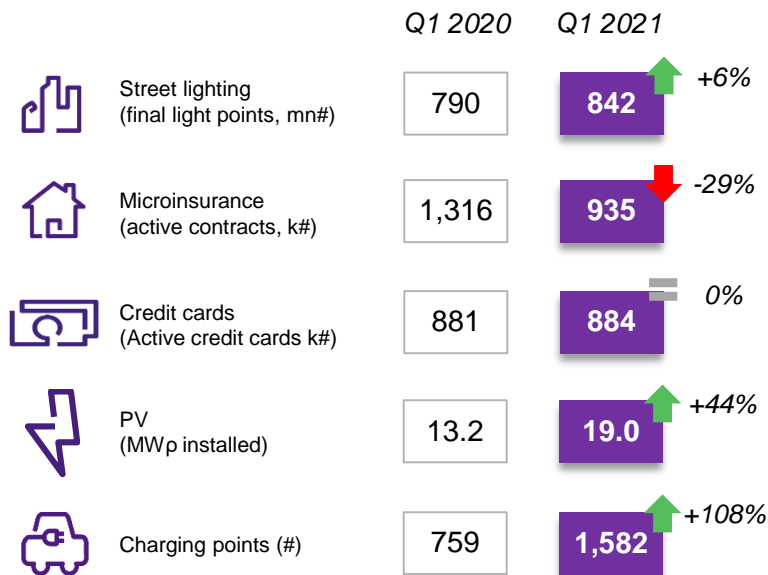 Q1 2020 Q1 2021
Street lighting
(final light points, mn#)
790 842 +6%
Microinsurance
(active contracts, k#)
1,316 935 -29%
Credit cards
(Active credit cards k#)
881 884 0%
PV
(MWρ installed)
13.2 19.0 +44%
Charging points (#)
759 1,582 +108%